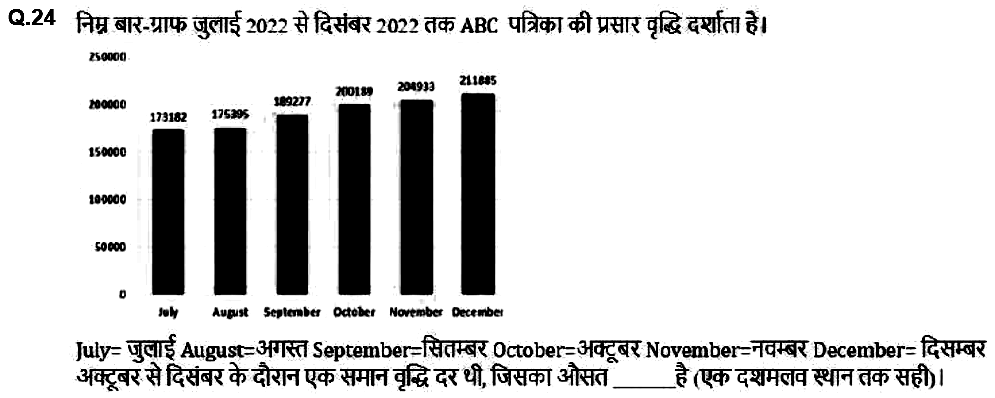 Q.24 निम्न बार-ग्राफ जुलाई 2022 से दिसंबर 2022 तक ABC पत्रिका की प्रसार वृद्धि दर्शाता है।
250000
200000
150000
100000
50000
0
173182 175395 189277 200189 204933 211885
July August September October November December
July= जुलाई August=अगस्त September=सितम्बर October=अक्टूबर November=नवम्बर December= दिसम्बर
अक्टूबर से दिसंबर के दौरान एक समान वृद्धि दर थी, जिसका औसत ______है (एक दशमलव स्थान तक सही)।